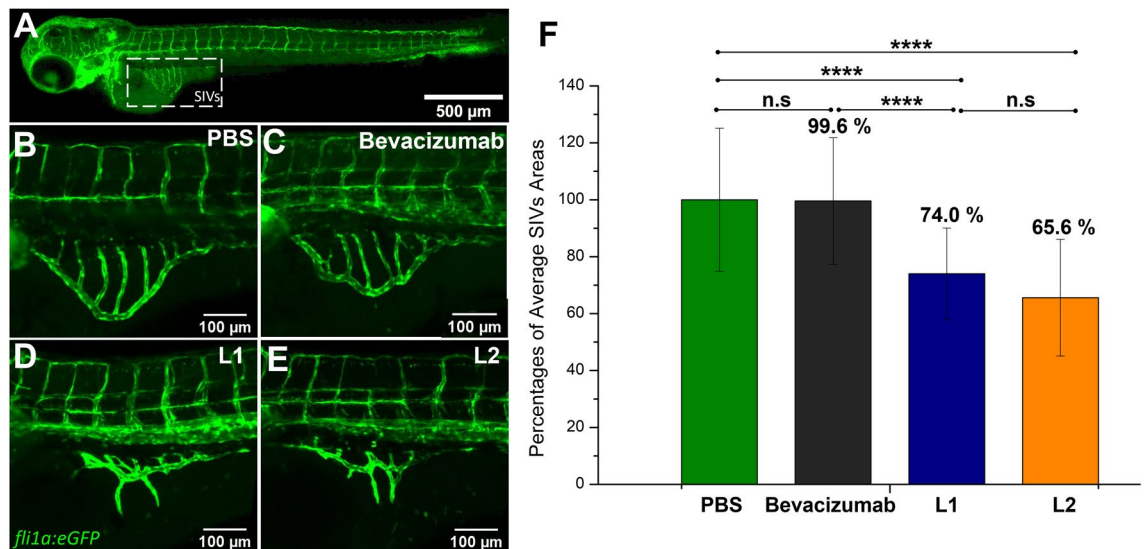 A
SIVs
500 µm
B
PBS
100 µm
C
Bevacizumab
100 µm
D
L1
fli1a:eGFP
100 µm
E
L2
100 µm
F
****
****
n.s
****
n.s
99.6 %
74.0 %
65.6 %
Percentages of Average SIVs Areas
140
120
100
80
60
40
20
0
PBS
Bevacizumab
L1
L2